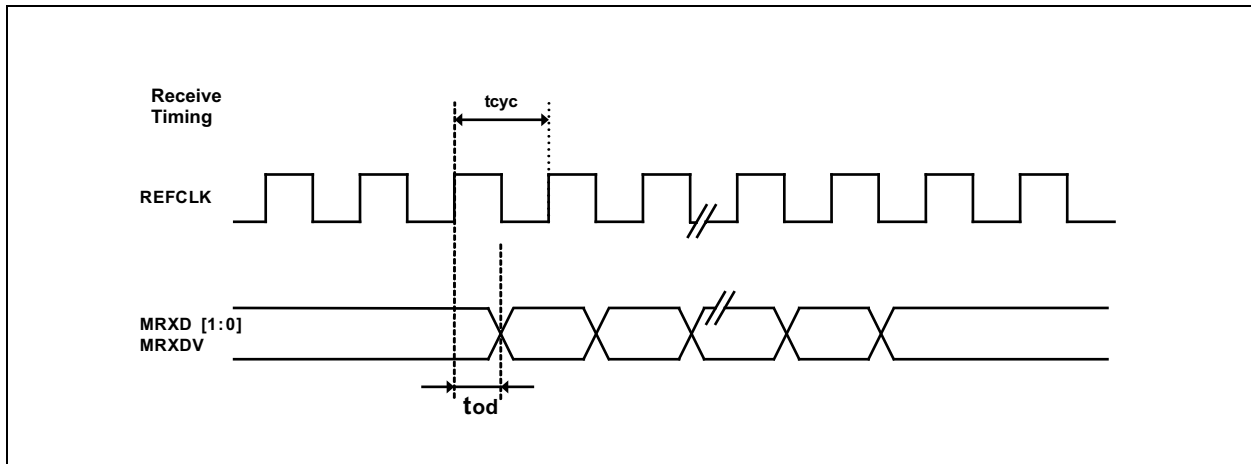 Receive
Timing
tcyc
REFCLK
MRXD [1:0]
MRXDV
tod